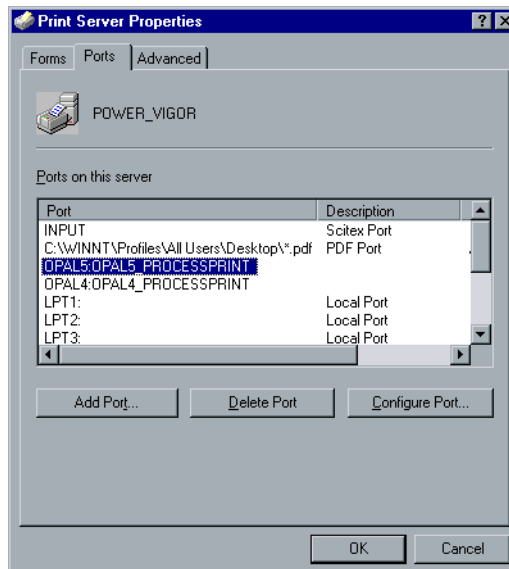 Print Server Properties
Forms Ports Advanced
POWER_VIGOR
Ports on this server
Port Description
INPUT Scitex Port
C:\WINNT\Profiles\All Users\Desktop\*.pdf PDF Port
OPAL5:OPAL5_PROCESSPRINT
OPAL4:OPAL4_PROCESSPRINT
LPT1: Local Port
LPT2: Local Port
LPT3: Local Port
Add Port... Delete Port Configure Port...
OK Cancel